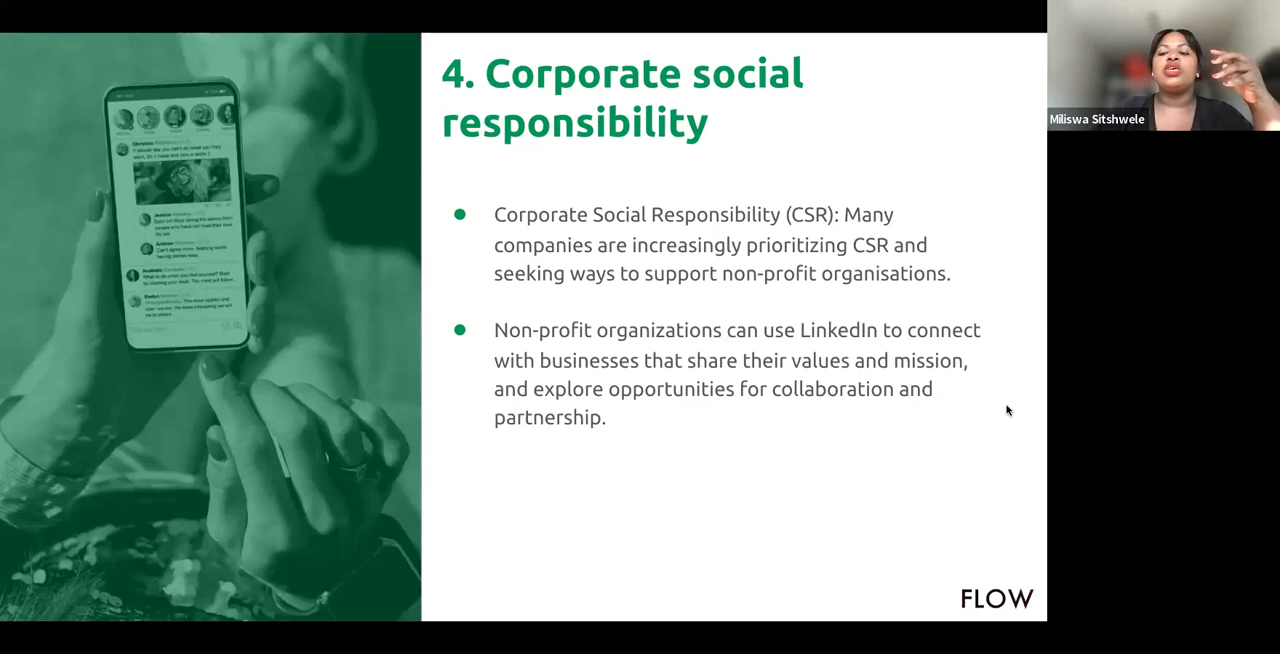 4. Corporate social
responsibility
Corporate Social Responsibility (CSR): Many
companies are increasingly prioritizing CSR and
seeking ways to support non-profit organisations.
Non-profit organizations can use LinkedIn to connect
with businesses that share their values and mission,
and explore opportunities for collaboration and
partnership.
FLOW
Miliswa Sitshwele